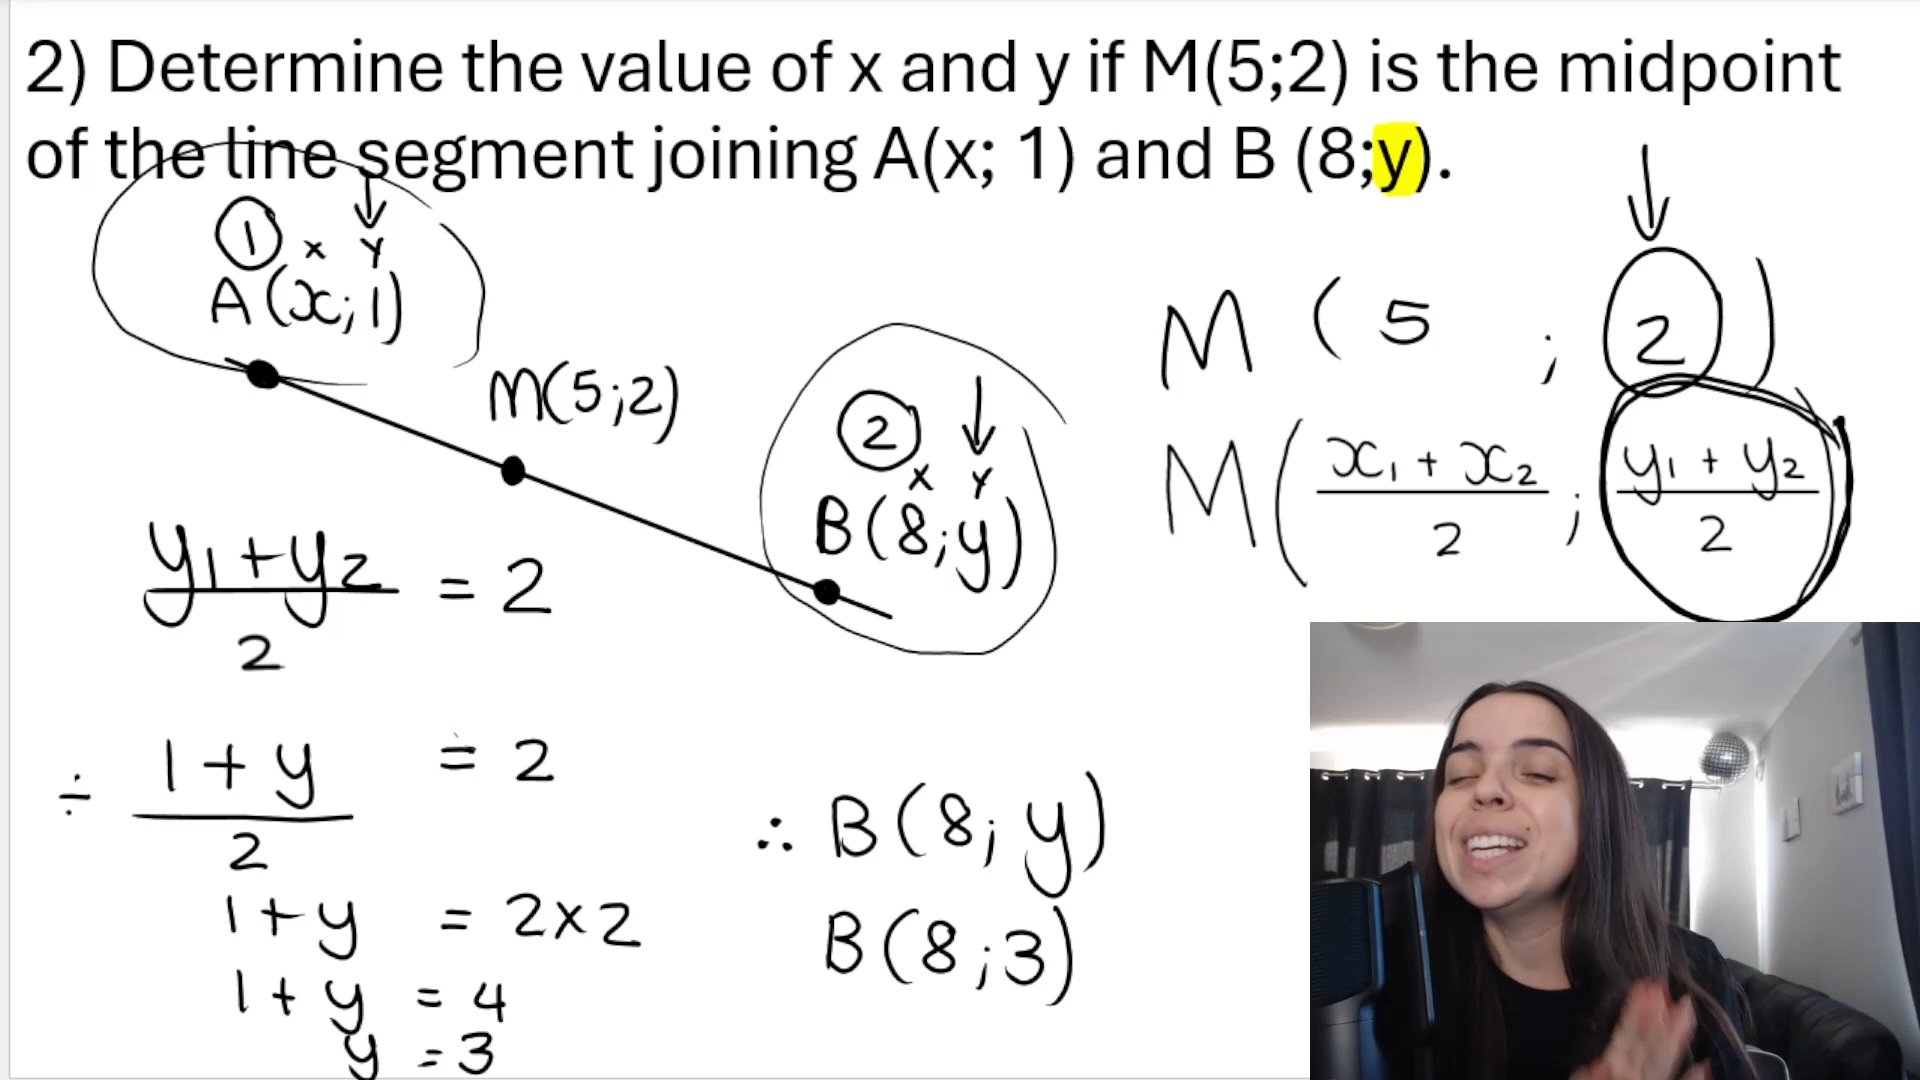 2) Determine the value of x and y if M(5;2) is the midpoint
of the line segment joining A(x; 1) and B (8;y).
① x y
A(x;1)
M(5;2)
② x y
B(8;y)
M ( 5 ; 2 )
M( x₁ + x₂ / 2 ; y₁ + y₂ / 2
y₁ + y₂ / 2 = 2
÷ 1 + y / 2 = 2
1 + y = 2×2
1 + y = 4
y = 3
∴ B(8; y)
B(8;3)